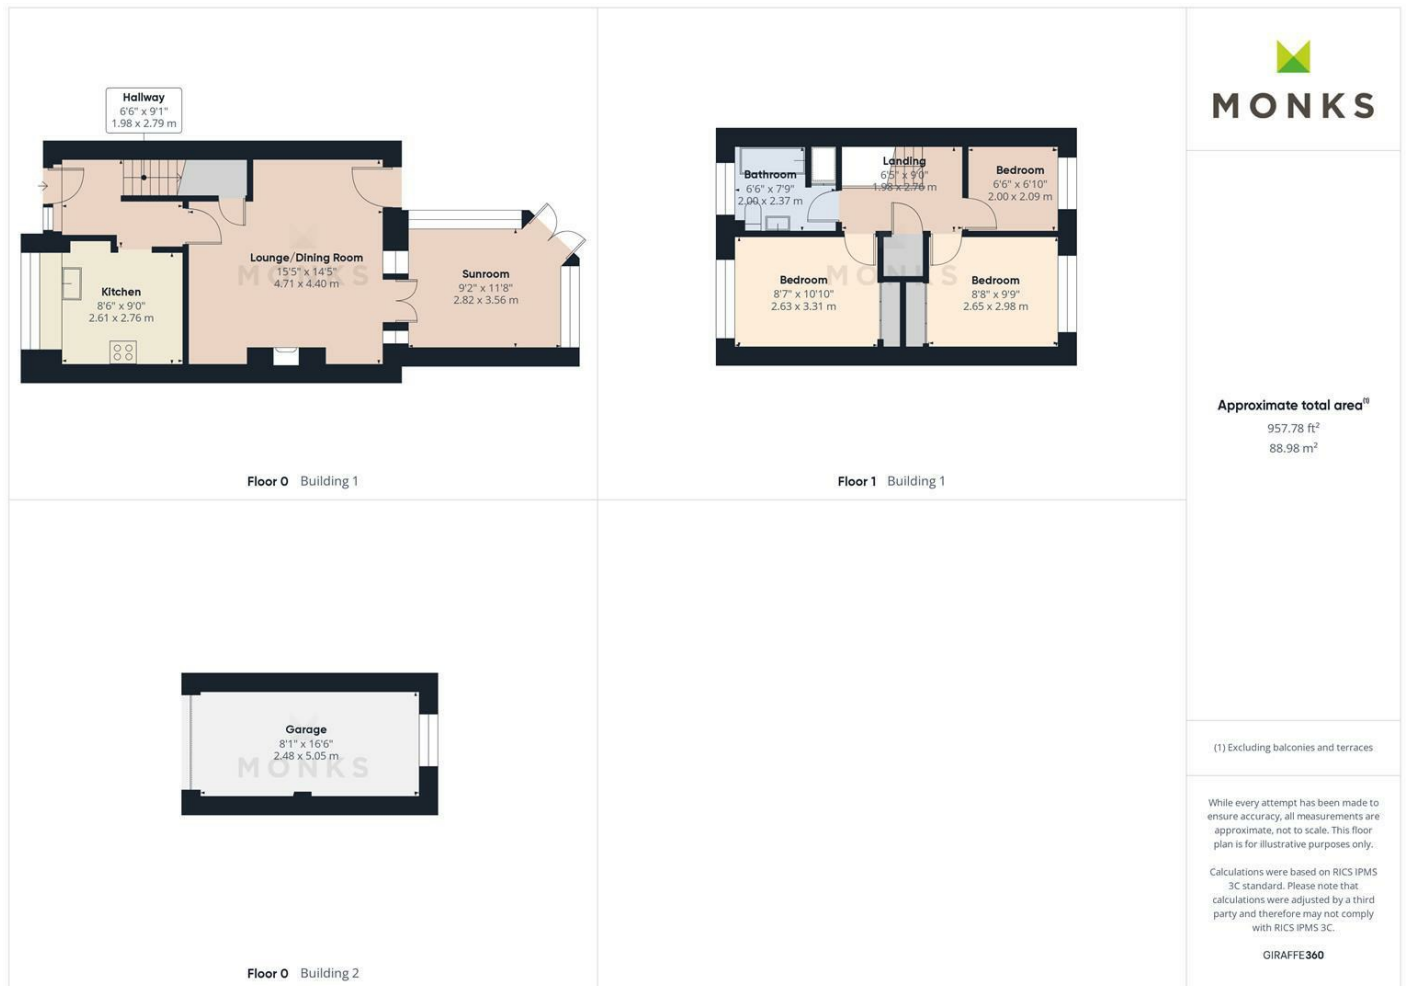 Hallway
6'6" x 9'1"
1.98 x 2.79 m
Lounge/Dining Room
15'5" x 14'5"
4.71 x 4.40 m
Kitchen
8'6" x 9'0"
2.61 x 2.76 m
Sunroom
9'2" x 11'8"
2.82 x 3.56 m
MONKS
Floor 0 Building 1
Bathroom
6'6" x 7'9"
2.00 x 2.37 m
Landing
6'5" x 9'0"
1.98 x 2.76 m
Bedroom
6'6" x 6'10"
2.00 x 2.09 m
Bedroom
8'7" x 10'10"
2.63 x 3.31 m
Bedroom
8'8" x 9'9"
2.65 x 2.98 m
MONKS
Floor 1 Building 1
Garage
8'1" x 16'6"
2.48 x 5.05 m
MONKS
Floor 0 Building 2
MONKS
Approximate total area(1)
957.78 ft²
88.98 m²
(1) Excluding balconies and terraces
While every attempt has been made to
ensure accuracy, all measurements are
approximate, not to scale. This floor
plan is for illustrative purposes only.
Calculations were based on RICS IPMS
3C standard. Please note that
calculations were adjusted by a third
party and therefore may not comply
with RICS IPMS 3C.
GIRAFFE360